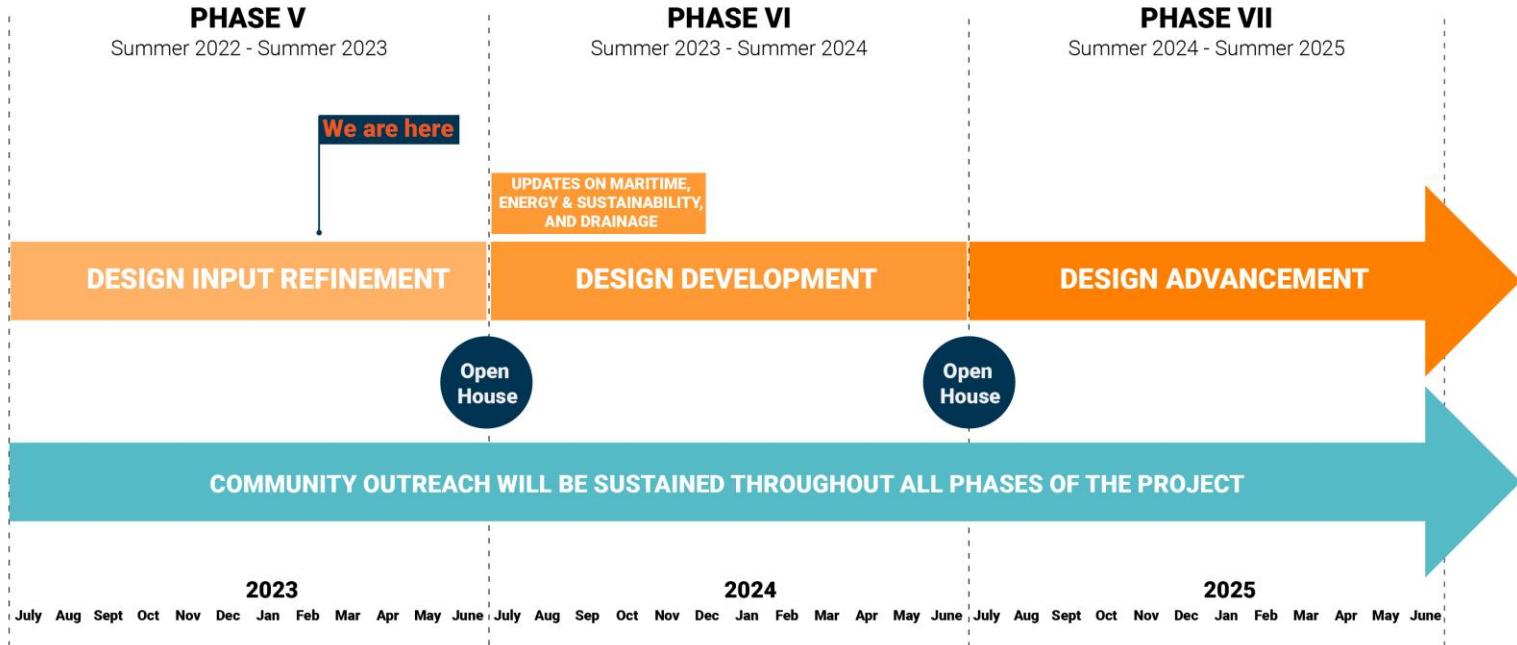 PHASE V
Summer 2022 - Summer 2023
PHASE VI
Summer 2023 - Summer 2024
PHASE VII
Summer 2024 - Summer 2025
We are here
UPDATES ON MARITIME,
ENERGY & SUSTAINABILITY,
AND DRAINAGE
DESIGN INPUT REFINEMENT
DESIGN DEVELOPMENT
DESIGN ADVANCEMENT
Open
House
Open
House
COMMUNITY OUTREACH WILL BE SUSTAINED THROUGHOUT ALL PHASES OF THE PROJECT
2023
July Aug Sept Oct Nov Dec Jan Feb Mar Apr May June
2024
July Aug Sep Oct Nov Dec Jan Feb Mar Apr May June
2025
July Aug Sept Oct Nov Dec Jan Feb Mar Apr May June